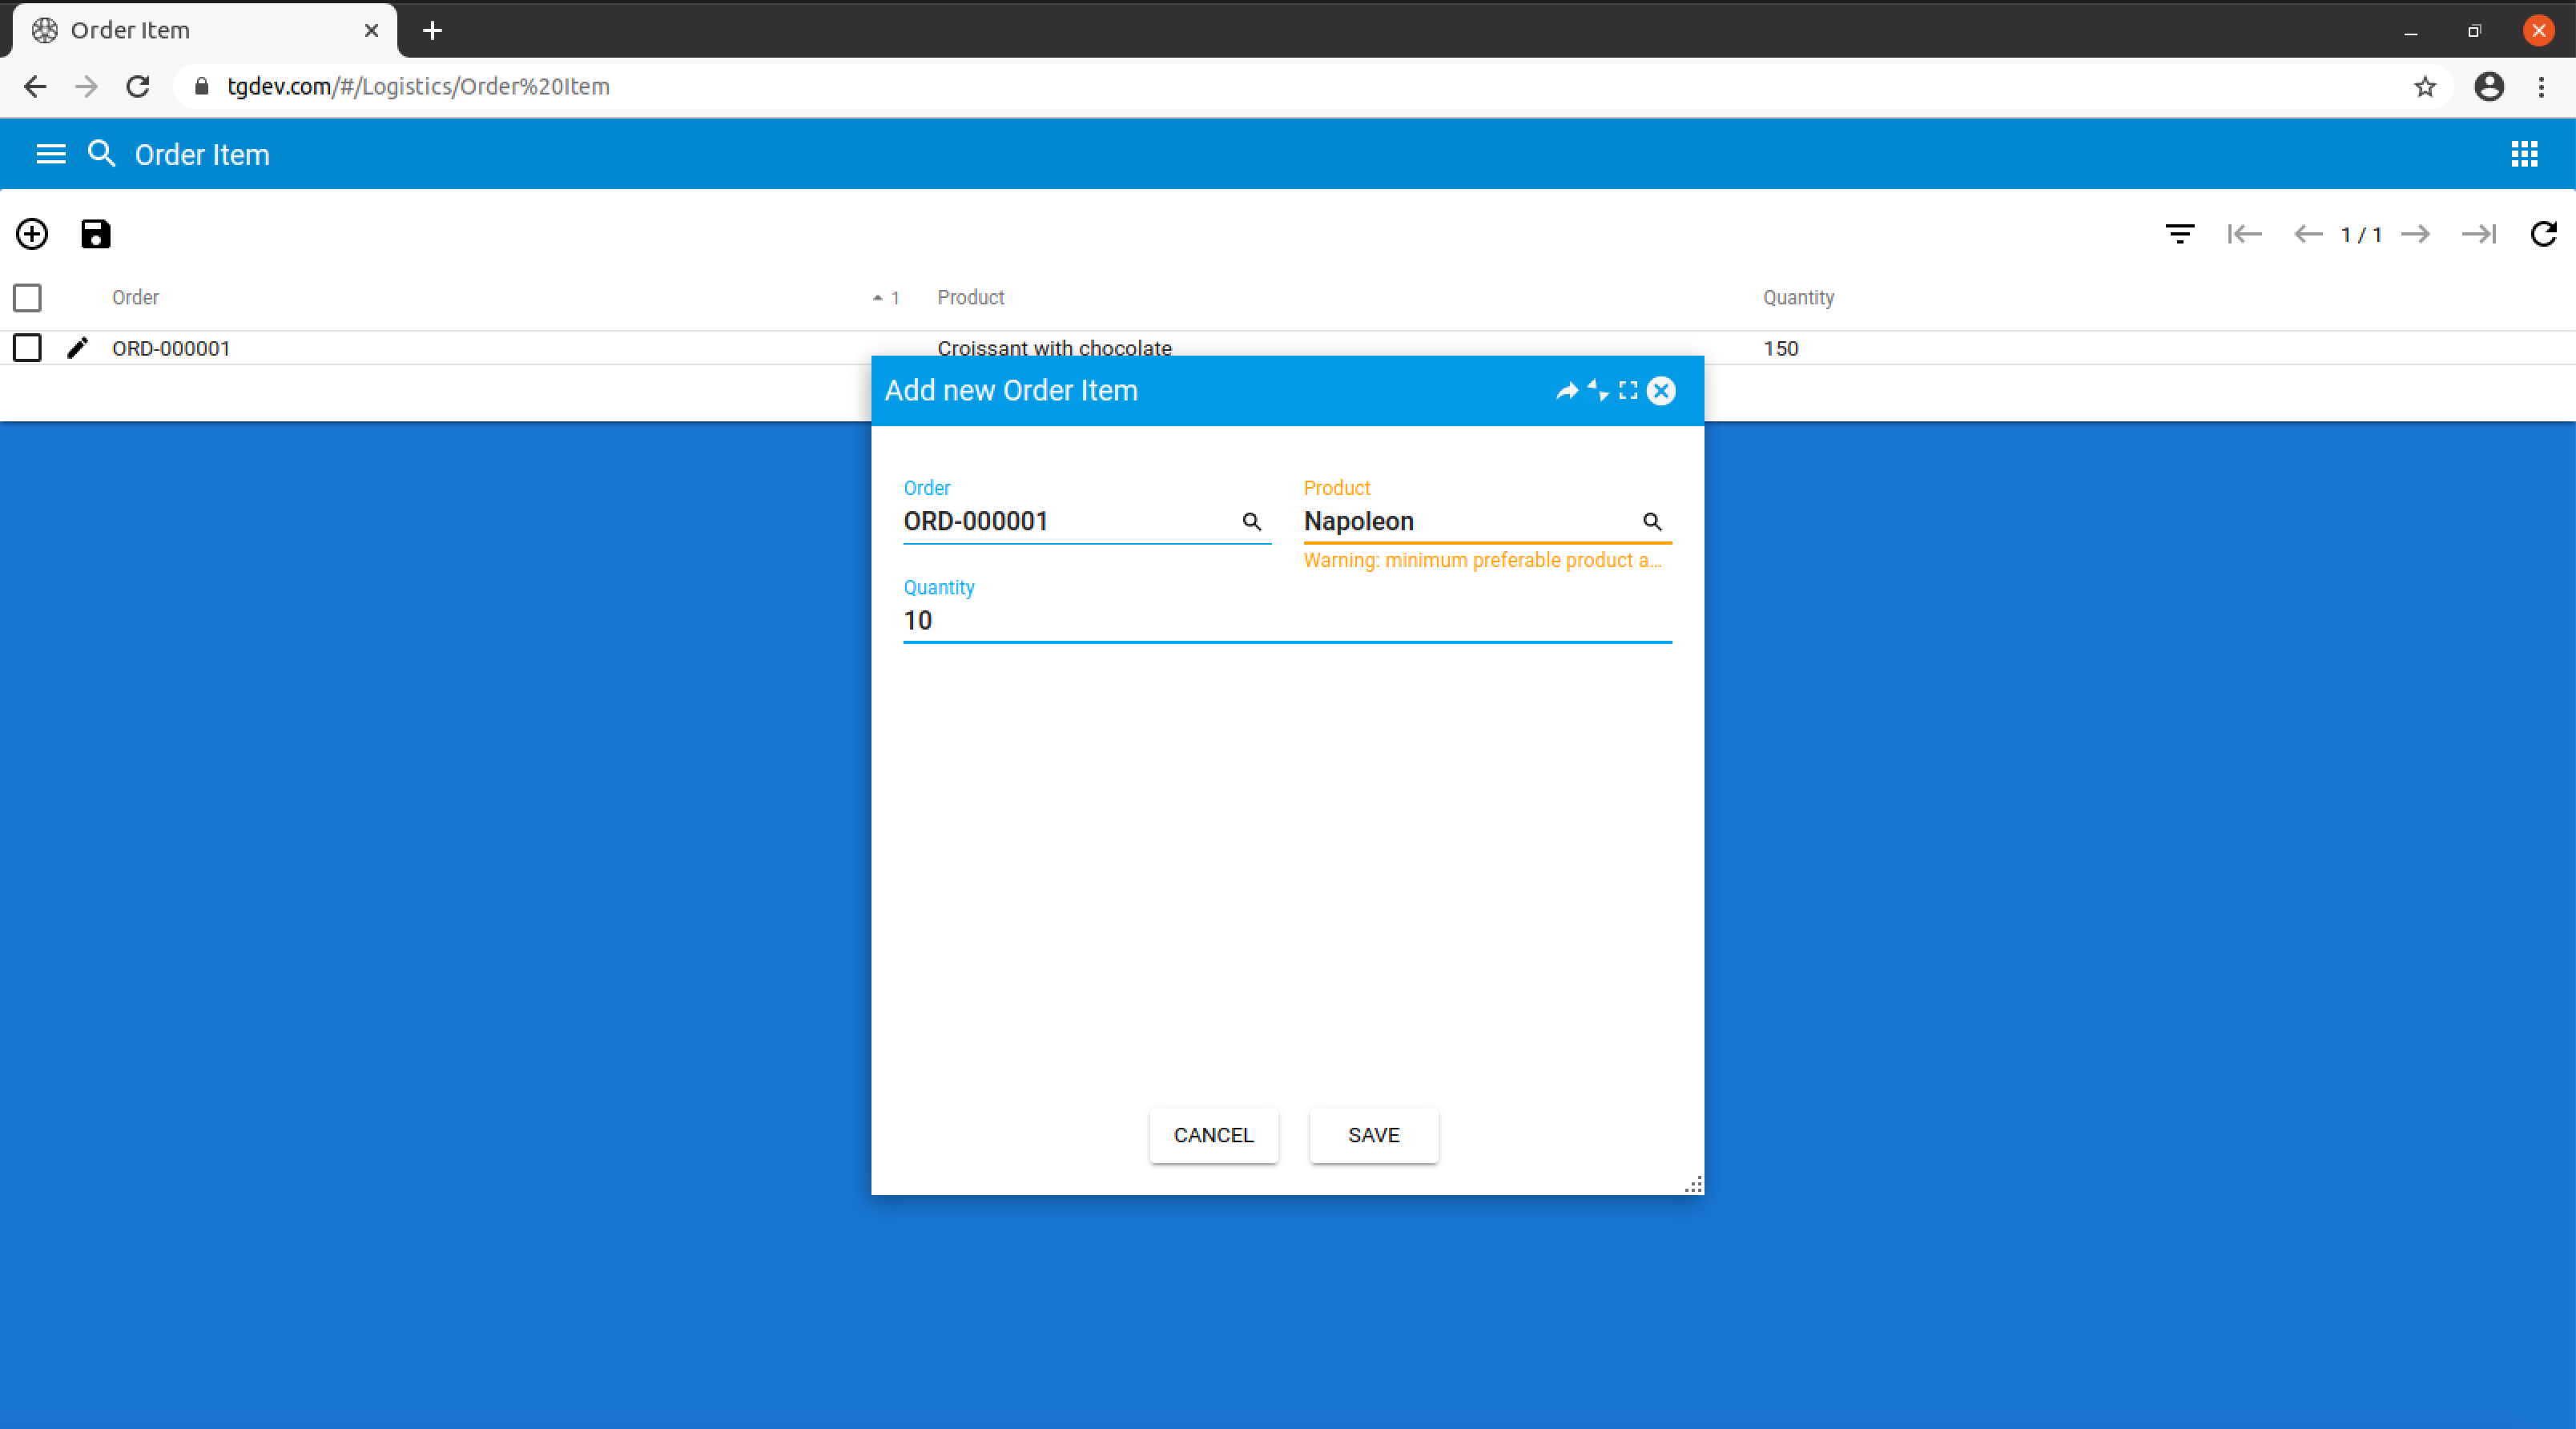 Order Item
tgdev.com/#/Logistics/Order%20Item
Order Item
1 / 1
Order 1 Product Quantity
ORD-000001 Croissant with chocolate 150
Add new Order Item
Order Product
ORD-000001 Napoleon
Warning: minimum preferable product a...
Quantity
10
CANCEL SAVE